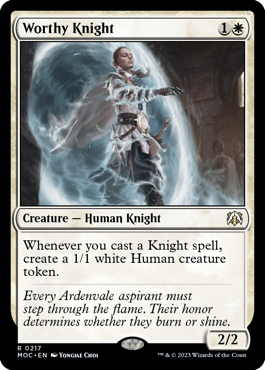 Worthy Knight 1
Creature — Human Knight
Whenever you cast a Knight spell,
create a 1/1 white Human creature
token.
Every Ardenvale aspirant must
step through the flame. Their honor
determines whether they burn or shine.
2/2
R 0217
MOC • EN YONGJAE CHOI
™ & © 2023 Wizards of the Coast